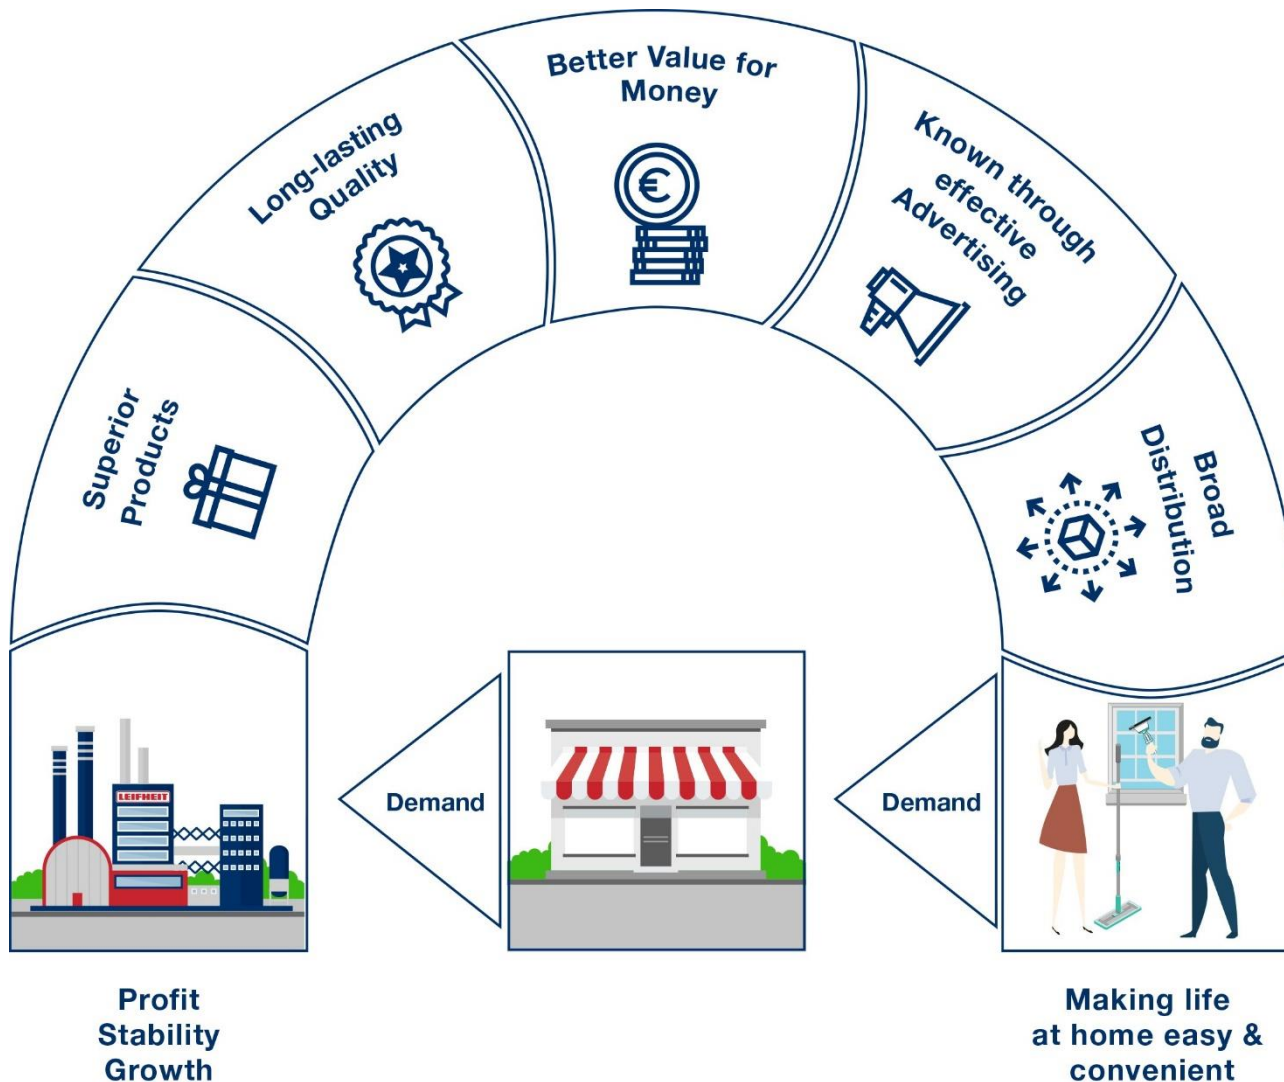 Better Value for
Money
Long-lasting
Quality
Known through
effective
Advertising
Superior
Products
Broad
Distribution
LEIFHEIT
Demand
Demand
Profit
Stability
Growth
Making life
at home easy &
convenient